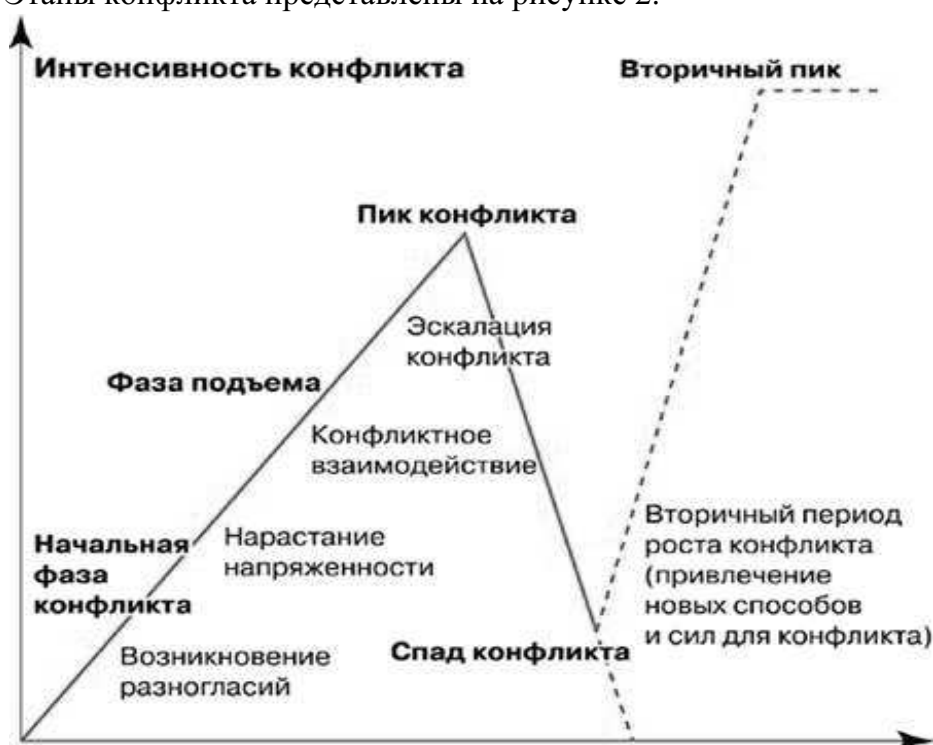 Этапы конфликта представлены на рисунке 2.
Интенсивность конфликта
Вторичный пик
Пик конфликта
Эскалация
конфликта
Фаза подъема
Конфликтное
взаимодействие
Начальная
фаза
конфликта
Нарастание
напряженности
Вторичный период
роста конфликта
(привлечение
новых способов
и сил для конфликта)
Спад конфликта
Возникновение
разногласий